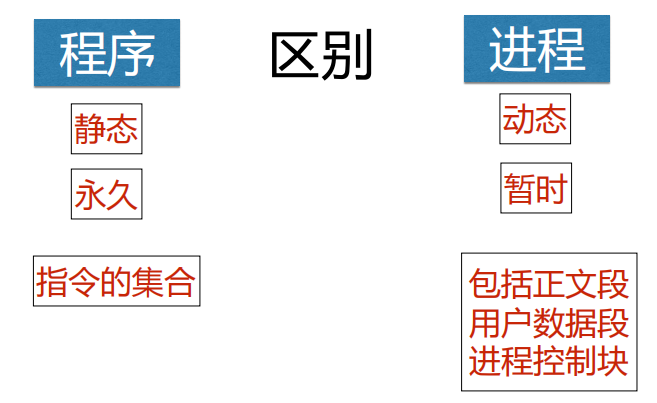 程序
区别
进程
静态
动态
永久
暂时
指令的集合
包括正文段
用户数据段
进程控制块